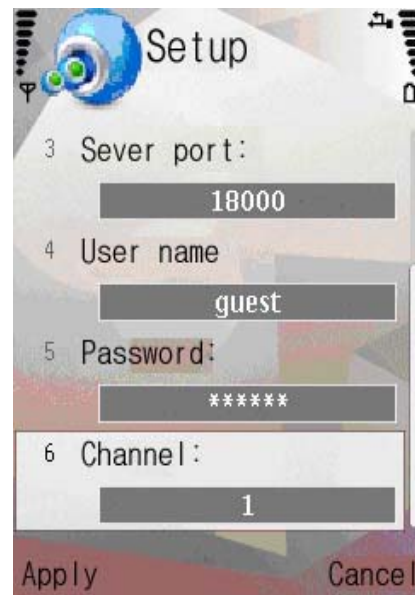 Setup
3 Sever port:
18000
4 User name
guest
5 Password:
******
6 Channel:
1
Apply Cancel